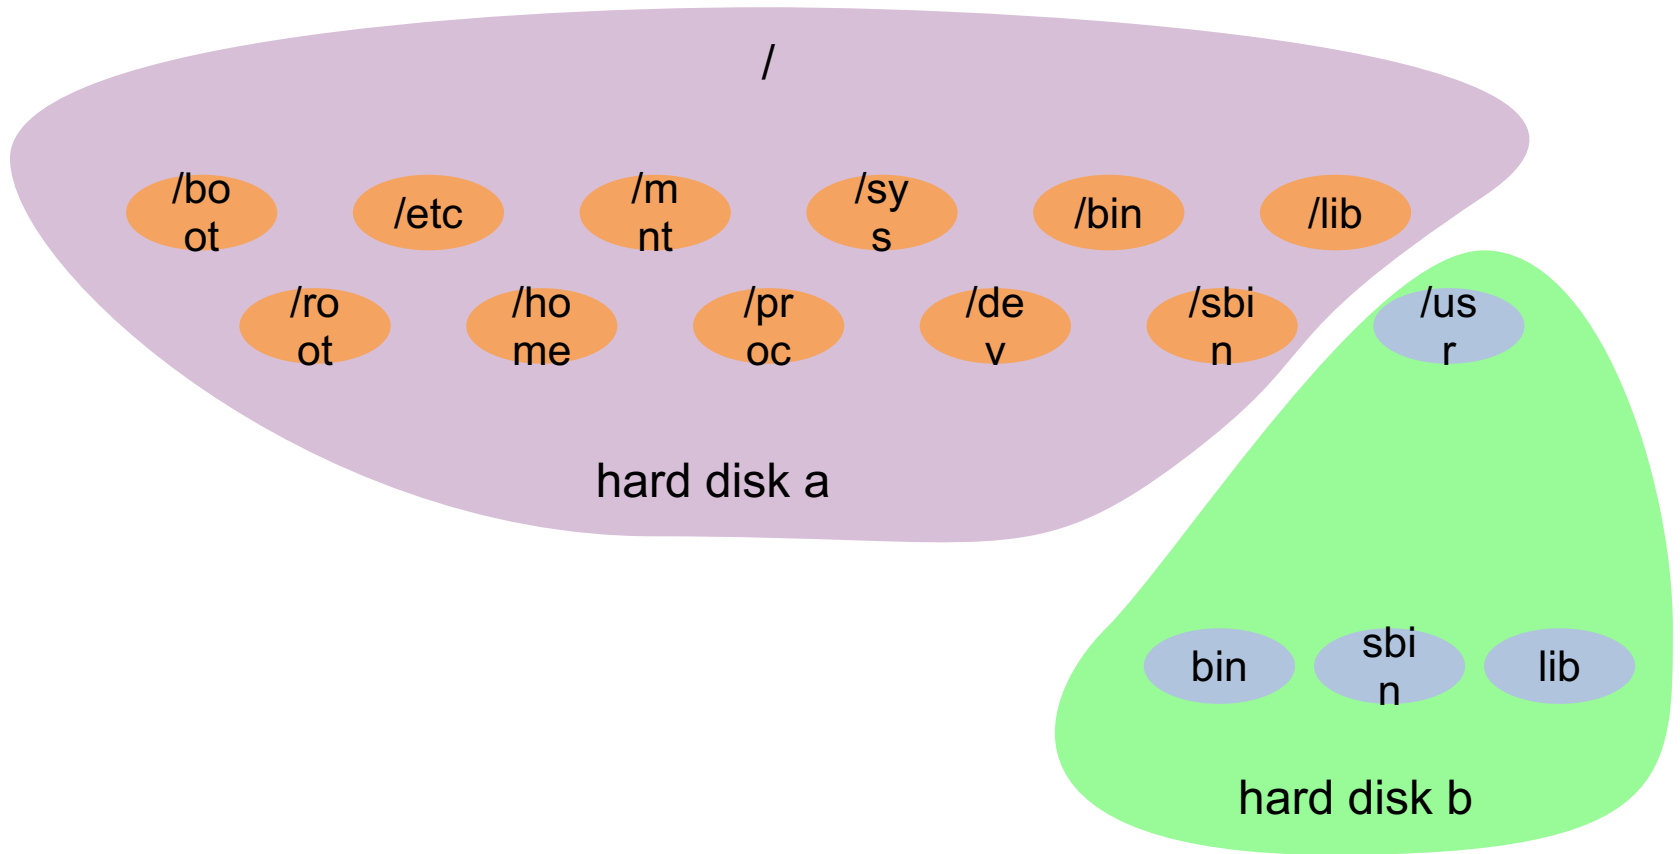 /
/bo
ot
/etc
/m
nt
/sy
s
/bin
/lib
/ro
ot
/ho
me
/pr
oc
/de
v
/sbi
n
/us
r
hard disk a
bin
sbi
n
lib
hard disk b